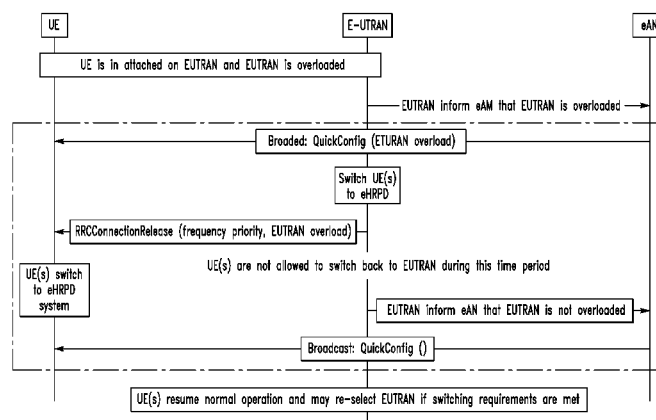 UE
E-UTRAN
eAN
UE is in attached on EUTRAN and EUTRAN is overloaded
EUTRAN inform eAM that EUTRAN is overloaded
Broaded: QuickConfig (ETURAN overload)
Switch UE(s)
to eHRPD
RRCConnectionRelease (frequency priority, EUTRAN overload)
UE(s) are not allowed to switch back to EUTRAN during this time period
UE(s) switch
to eHRPD
system
EUTRAN inform eAN that EUTRAN is not overloaded
Broadcast: QuickConfig ()
UE(s) resume normal operation and may re-select EUTRAN if switching requirements are met